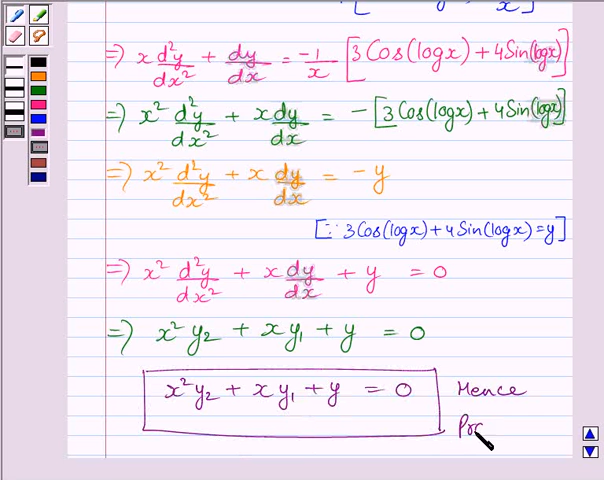 ⇒ x d²y/dx² + dy/dx = -1/x [3Cos(logx) + 4Sin(logx)]
⇒ x² d²y/dx² + x dy/dx = -[3Cos(logx) + 4Sin(logx)]
⇒ x² d²y/dx² + x dy/dx = -y
[∵ 3Cos(logx) + 4Sin(logx) = y]
⇒ x² d²y/dx² + x dy/dx + y = 0
⇒ x²y₂ + xy₁ + y = 0
x²y₂ + xy₁ + y = 0 Hence
Pro